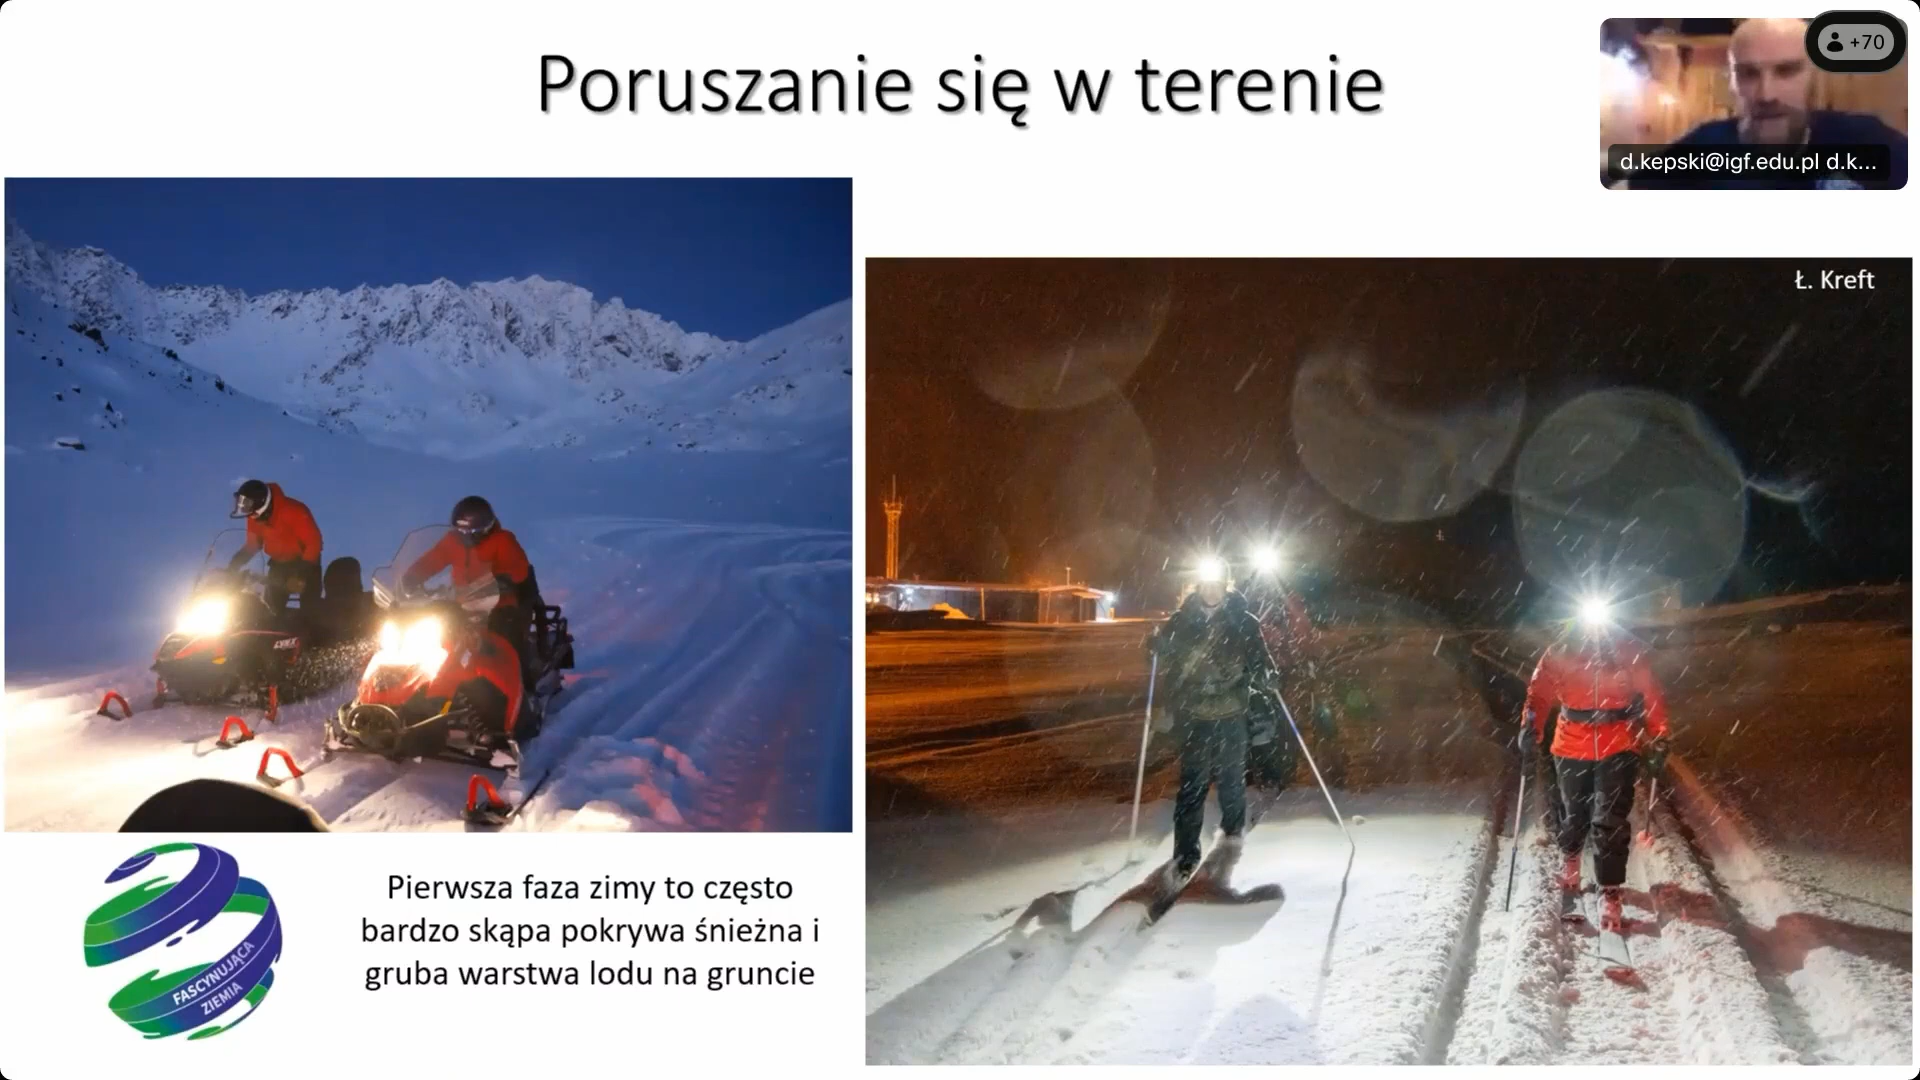 Poruszanie się w terenie
+70
d.kepski@igf.edu.pl d.k...
Ł. Kreft
Pierwsza faza zimy to często
bardzo skąpa pokrywa śnieżna i
gruba warstwa lodu na gruncie
FASCYNUJĄCA
ZIEMIA